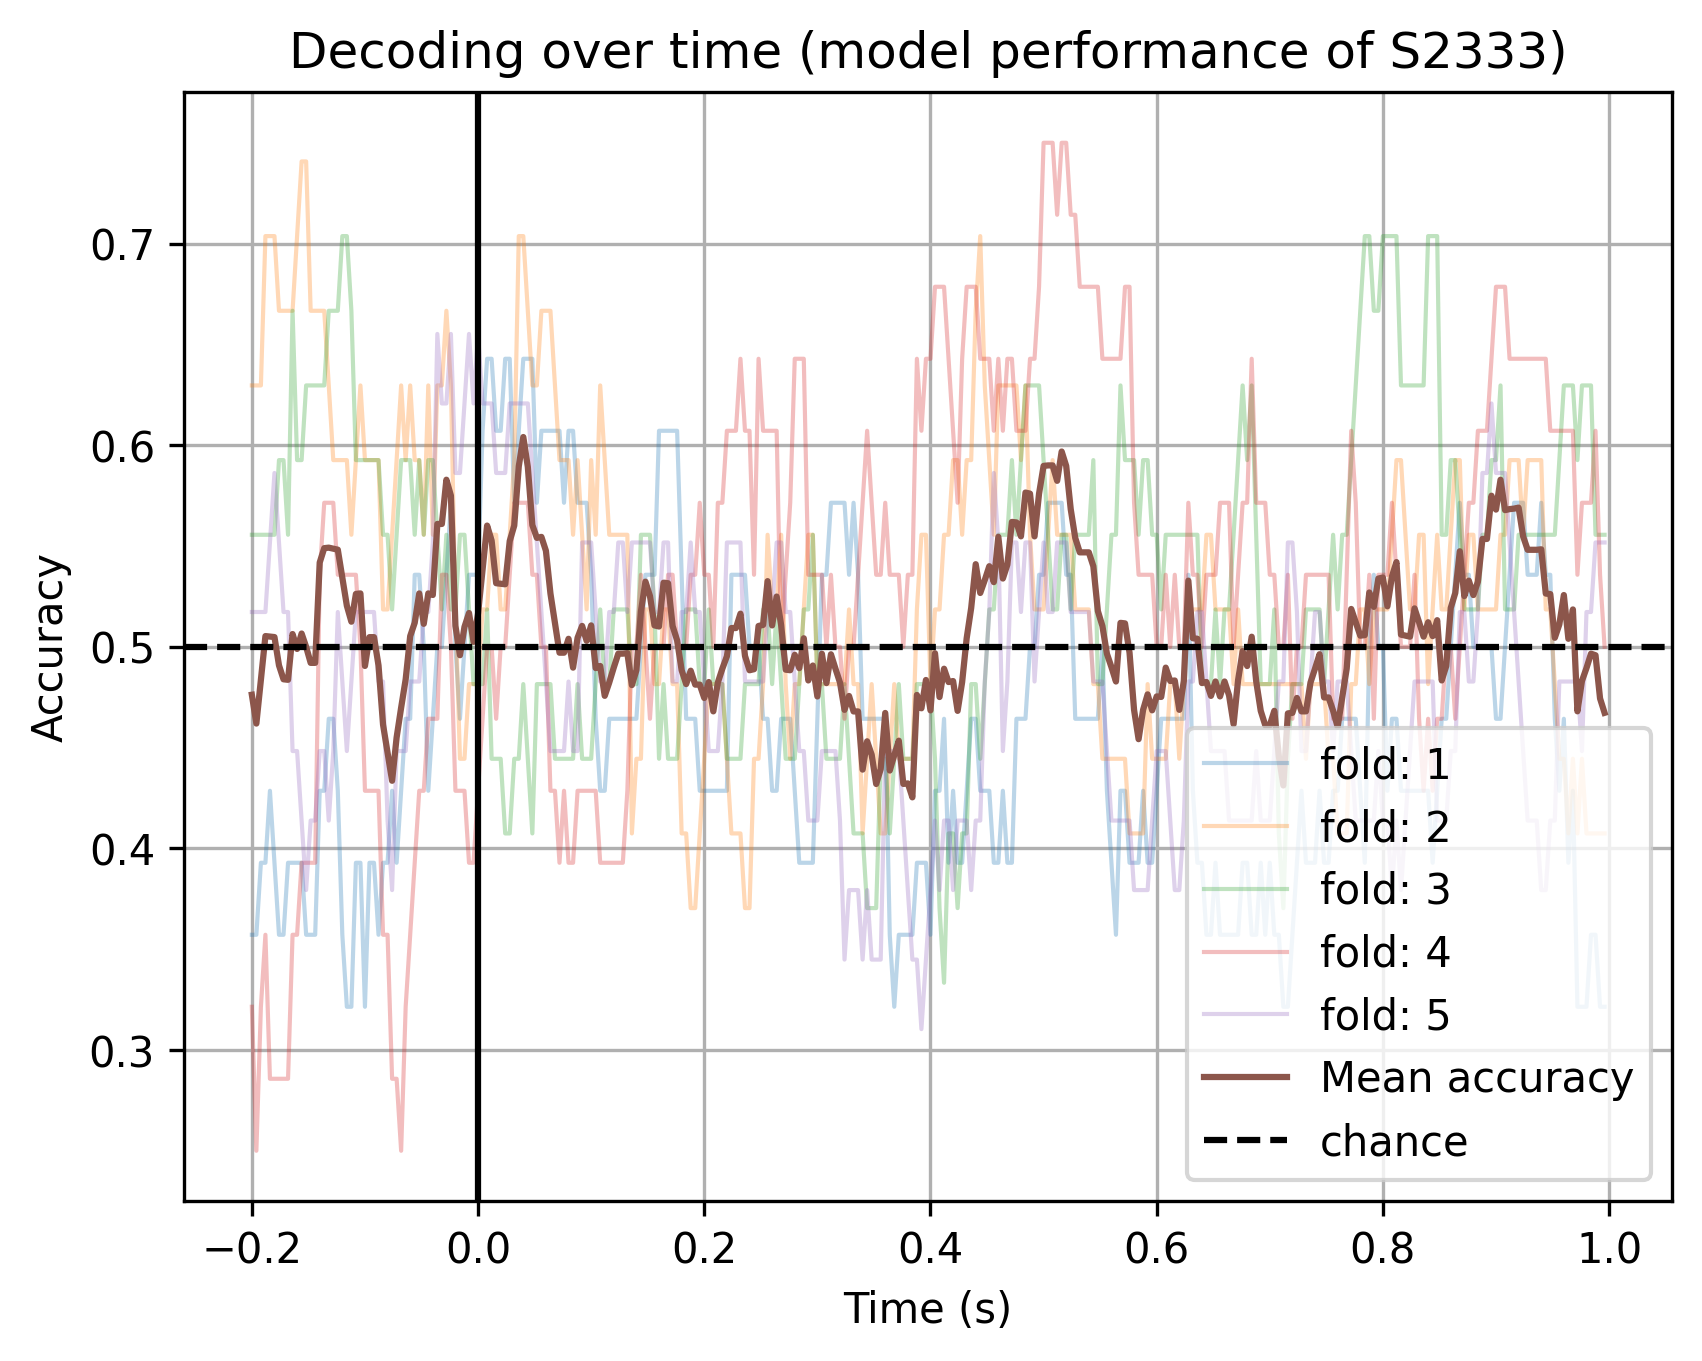 Decoding over time (model performance of S2333)
Accuracy
0.7
0.6
0.5
0.4
0.3
−0.2
0.0
0.2
0.4
0.6
0.8
1.0
Time (s)
fold: 1
fold: 2
fold: 3
fold: 4
fold: 5
Mean accuracy
chance